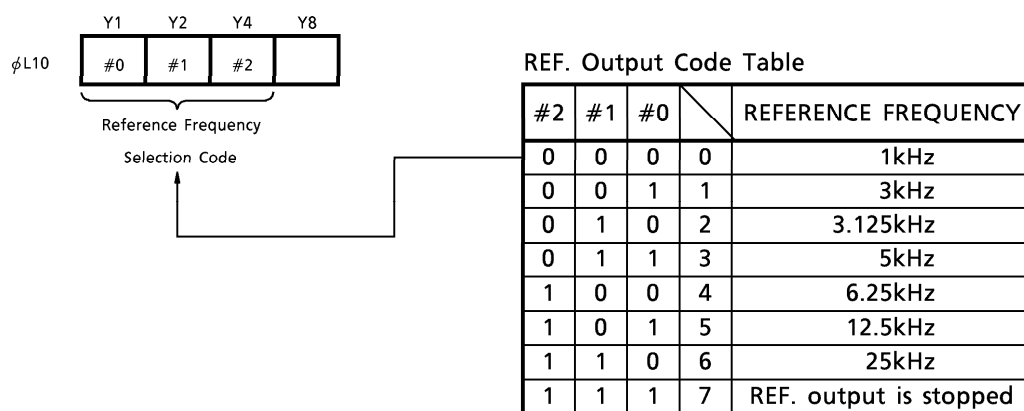 Y1 Y2 Y4 Y8
ϕL10 #0 #1 #2
Reference Frequency
Selection Code
REF. Output Code Table
#2 #1 #0 REFERENCE FREQUENCY
0 0 0 0 1kHz
0 0 1 1 3kHz
0 1 0 2 3.125kHz
0 1 1 3 5kHz
1 0 0 4 6.25kHz
1 0 1 5 12.5kHz
1 1 0 6 25kHz
1 1 1 7 REF. output is stopped